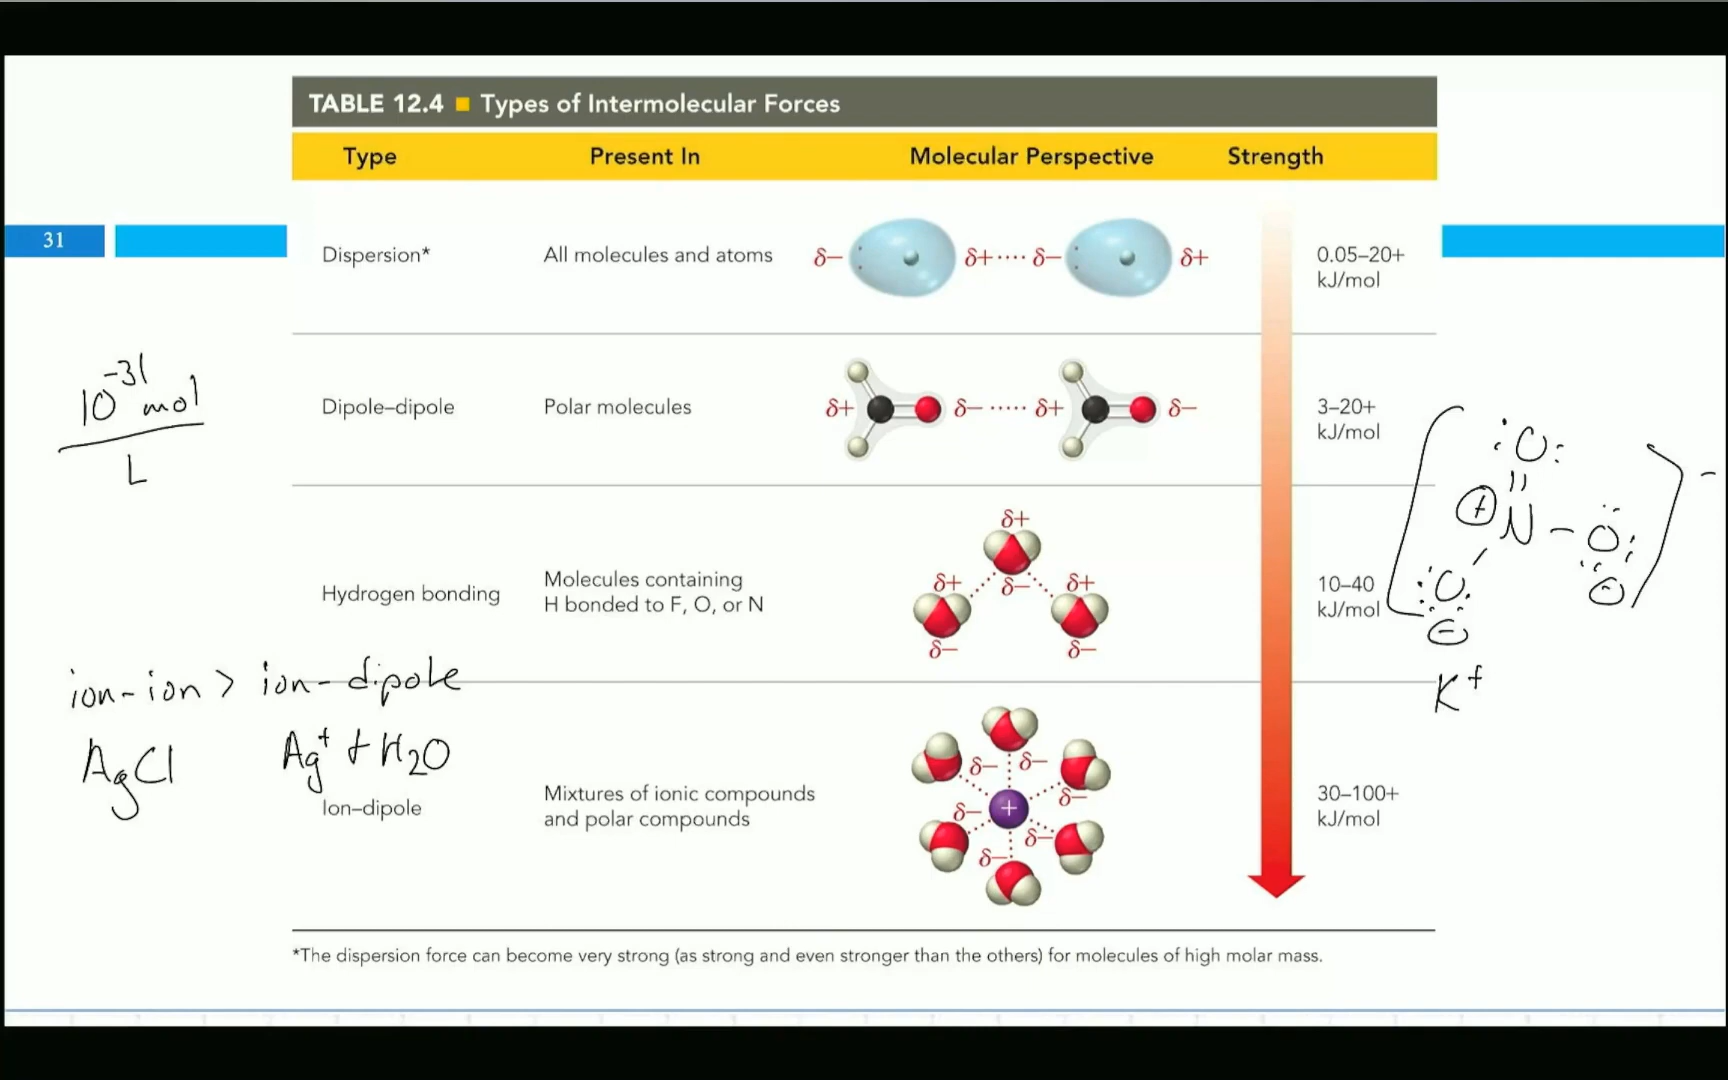 TABLE 12.4 ■ Types of Intermolecular Forces
Type Present In Molecular Perspective Strength
31
Dispersion* All molecules and atoms δ− δ+ δ− δ+ 0.05–20+
kJ/mol
10⁻³¹ mol
L
Dipole–dipole Polar molecules δ+ δ− δ+ δ− 3–20+
kJ/mol
:O:
||
⊕ N – O:
:O: ⊖
⊖
−
K⁺
δ+
Hydrogen bonding Molecules containing
H bonded to F, O, or N
δ+ δ− δ+
δ− δ−
10–40
kJ/mol
ion-ion > ion-dipole
AgCl Ag⁺ + H₂O
Ion–dipole Mixtures of ionic compounds
and polar compounds
δ− δ−
δ− + δ−
δ− δ−
30–100+
kJ/mol
*The dispersion force can become very strong (as strong and even stronger than the others) for molecules of high molar mass.